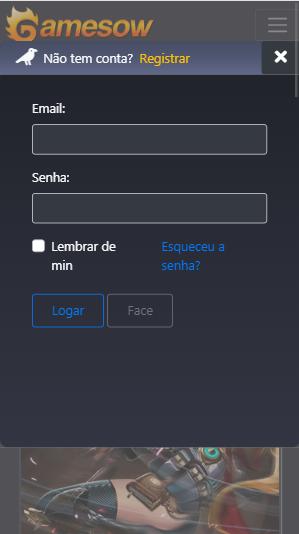 Gamesow
Não tem conta? Registrar
Email:
Senha:
Lembrar de
min
Esqueceu a
senha?
Logar
Face